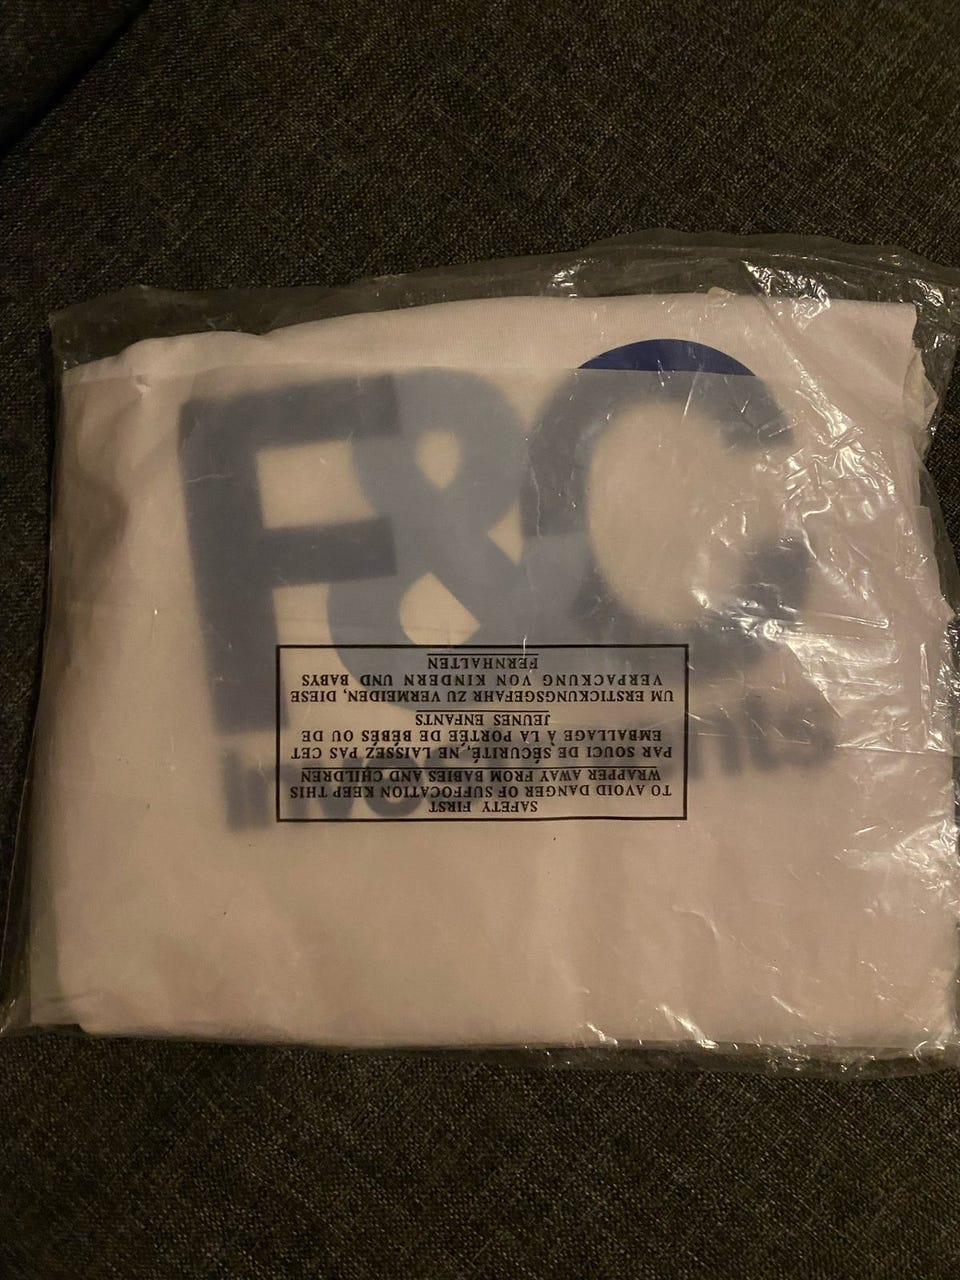 F&C
investments
SAFETY FIRST
TO AVOID DANGER OF SUFFOCATION KEEP THIS
WRAPPER AWAY FROM BABIES AND CHILDREN
PAR SOUCI DE SÉCURITÉ, NE LAISSEZ PAS CET
EMBALLAGE À LA PORTÉE DE BÉBÉS OU DE
JEUNES ENFANTS
UM ERSTICKUNGSGEFAHR ZU VERMEIDEN, DIESE
VERPACKUNG VON KINDERN UND BABYS
FERNHALTEN